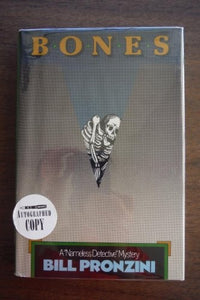 BONES
AUTOGRAPHED
COPY
A "Nameless Detective" Mystery
BILL PRONZINI